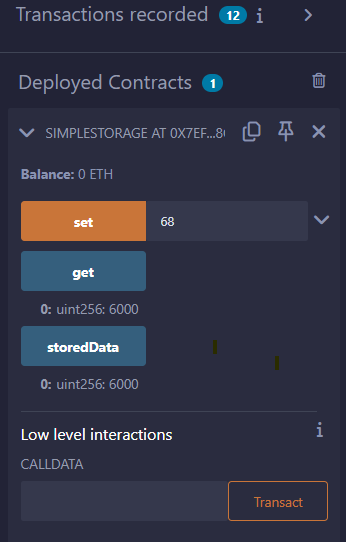 Transactions recorded 12 i
Deployed Contracts 1
SIMPLESTORAGE AT 0X7EF...8
Balance: 0 ETH
set 68
get
0: uint256: 6000
storedData
0: uint256: 6000
Low level interactions i
CALLDATA
Transact